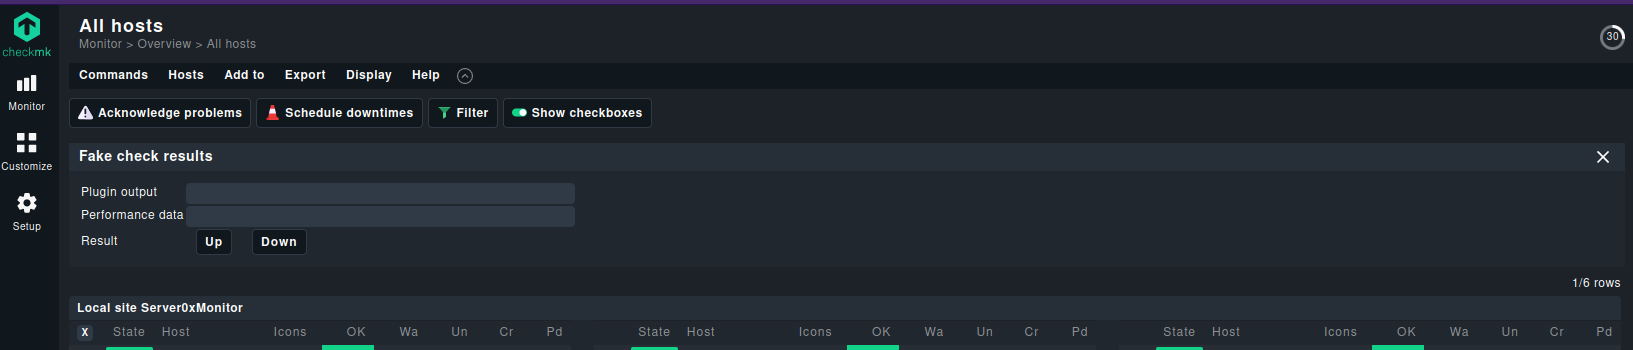 All hosts
Monitor > Overview > All hosts
30
checkmk
Monitor
Customize
Setup
Commands Hosts Add to Export Display Help
Acknowledge problems Schedule downtimes Filter Show checkboxes
Fake check results
Plugin output
Performance data
Result Up Down
1/6 rows
Local site Server0xMonitor
X State Host Icons OK Wa Un Cr Pd State Host Icons OK Wa Un Cr Pd State Host Icons OK Wa Un Cr Pd